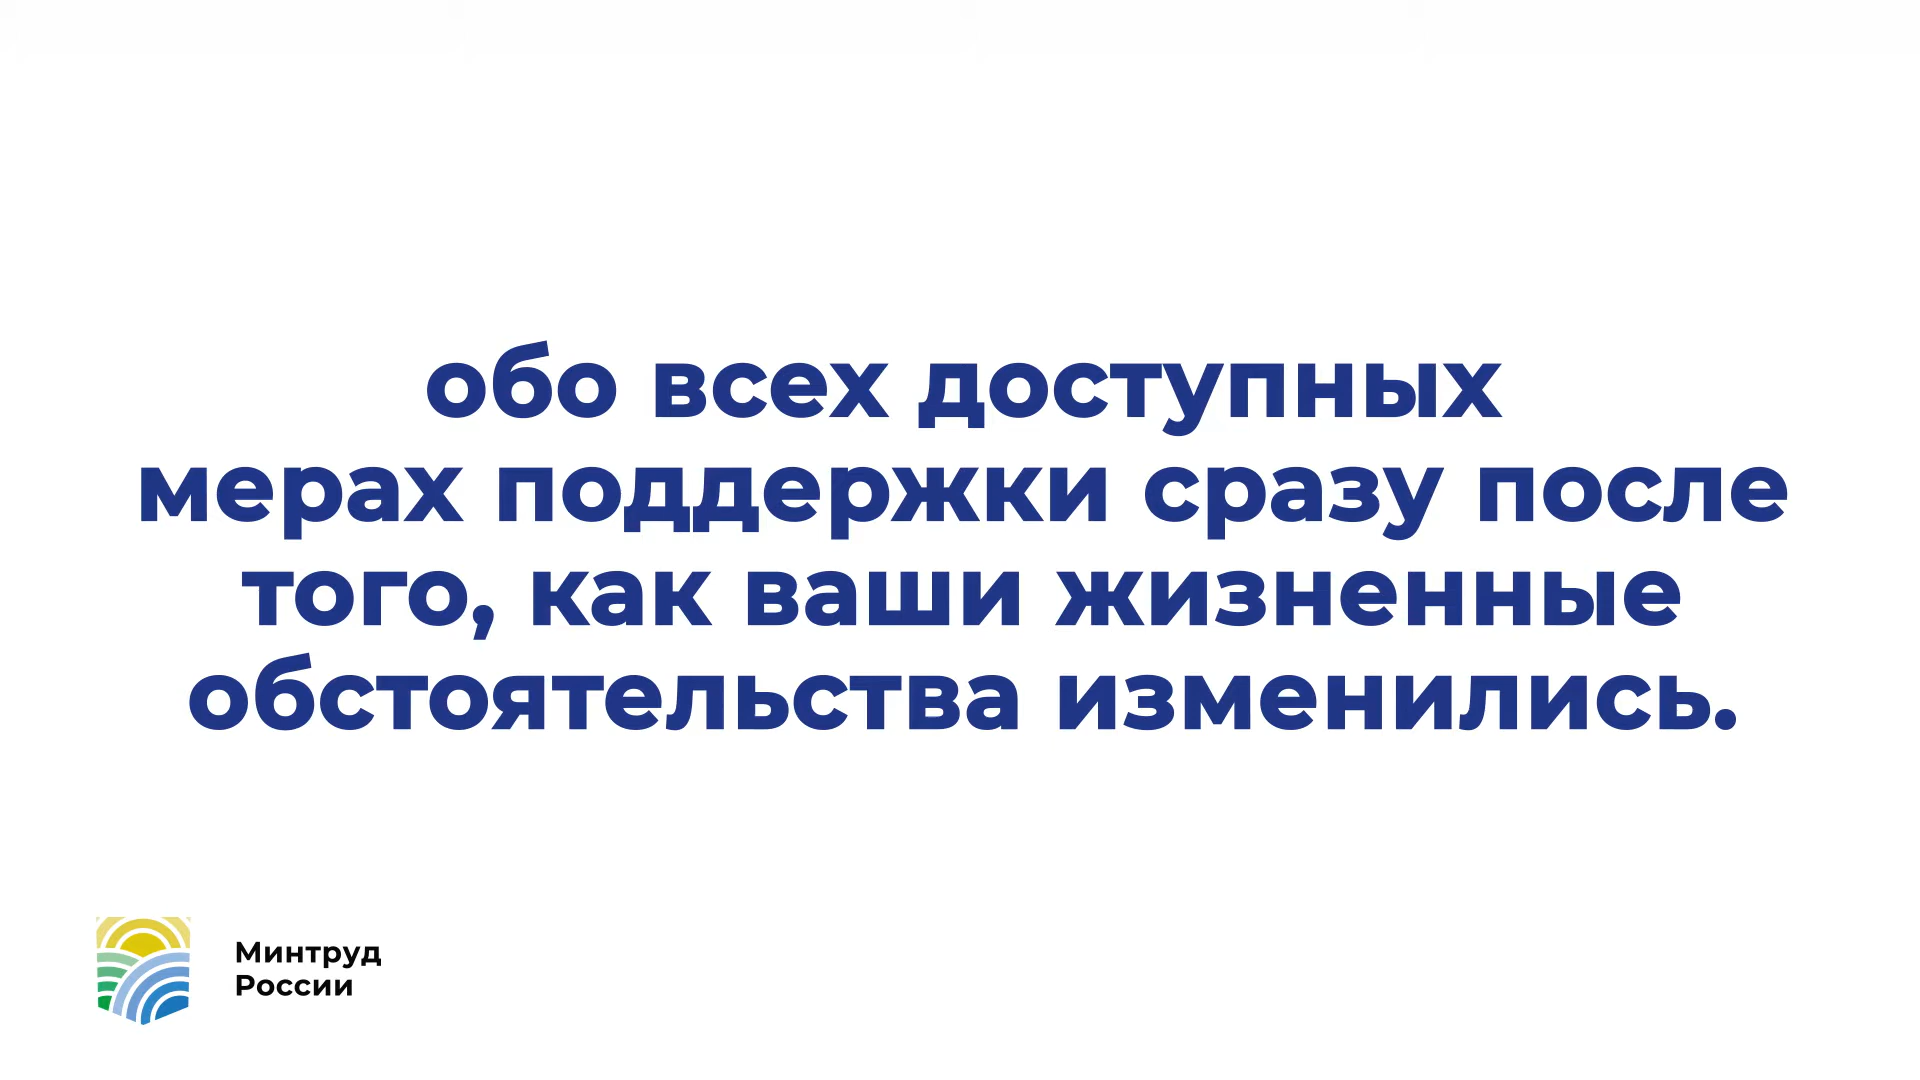 обо всех доступных
мерах поддержки сразу после
того, как ваши жизненные
обстоятельства изменились.
Минтруд
России